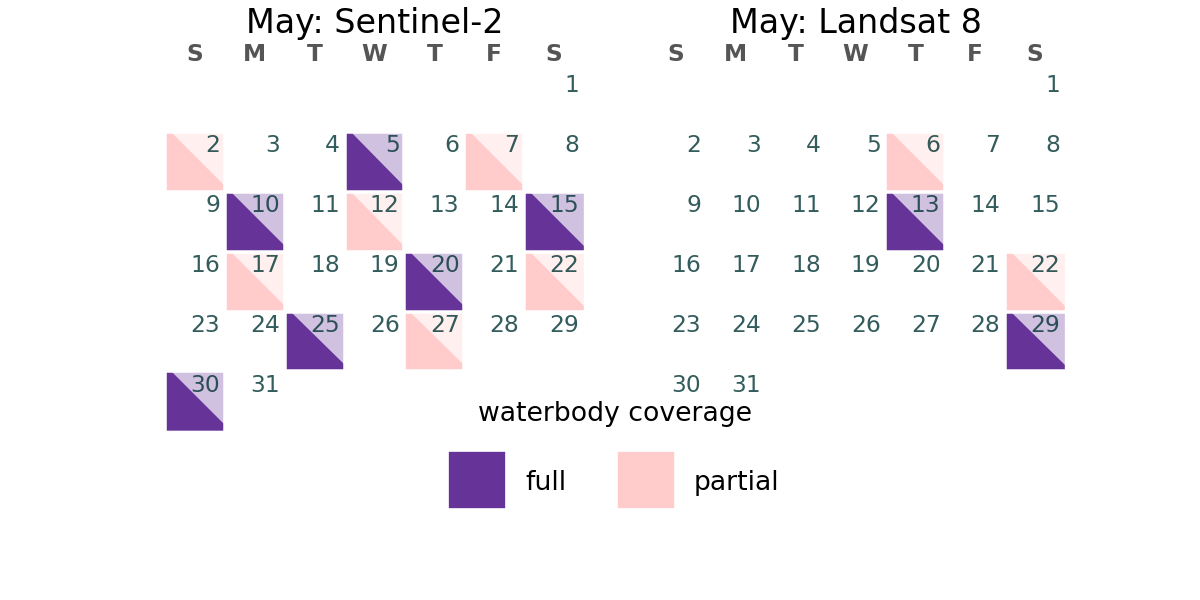 May: Sentinel-2
S M T W T F S
1
2 3 4 5 6 7 8
9 10 11 12 13 14 15
16 17 18 19 20 21 22
23 24 25 26 27 28 29
30 31
May: Landsat 8
S M T W T F S
1
2 3 4 5 6 7 8
9 10 11 12 13 14 15
16 17 18 19 20 21 22
23 24 25 26 27 28 29
30 31
waterbody coverage
full
partial